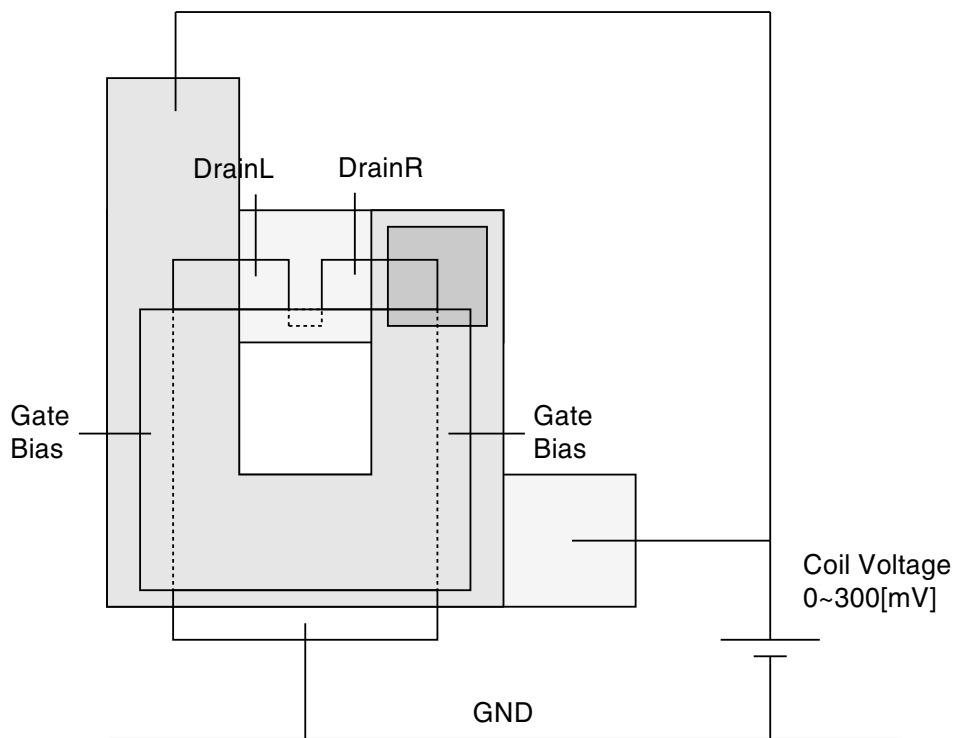 DrainL
DrainR
Gate
Bias
Gate
Bias
Coil Voltage
0~300[mV]
GND